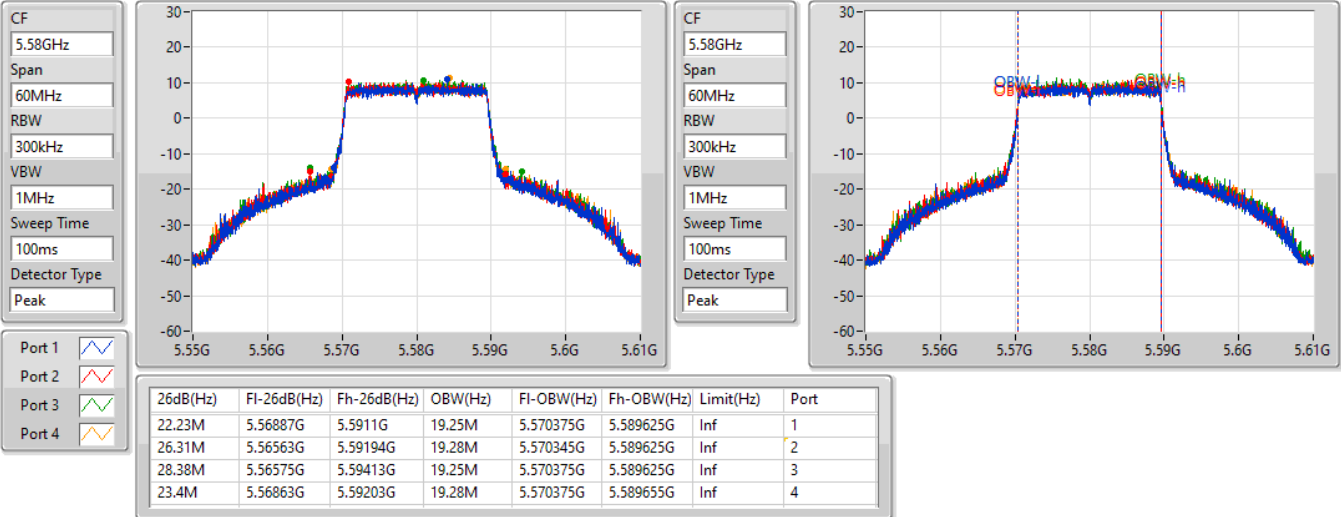 CF
5.58GHz
Span
60MHz
RBW
300kHz
VBW
1MHz
Sweep Time
100ms
Detector Type
Peak
30
20
10
0
-10
-20
-30
-40
-50
-60
5.55G 5.56G 5.57G 5.58G 5.59G 5.6G 5.61G
CF
5.58GHz
Span
60MHz
RBW
300kHz
VBW
1MHz
Sweep Time
100ms
Detector Type
Peak
30
20
10
0
-10
-20
-30
-40
-50
-60
OBW-l OBW-h
5.55G 5.56G 5.57G 5.58G 5.59G 5.6G 5.61G
Port 1
Port 2
Port 3
Port 4
26dB(Hz) Fl-26dB(Hz) Fh-26dB(Hz) OBW(Hz) Fl-OBW(Hz) Fh-OBW(Hz) Limit(Hz) Port
22.23M 5.56887G 5.5911G 19.25M 5.570375G 5.589625G Inf 1
26.31M 5.56563G 5.59194G 19.28M 5.570345G 5.589625G Inf 2
28.38M 5.56575G 5.59413G 19.25M 5.570375G 5.589625G Inf 3
23.4M 5.56863G 5.59203G 19.28M 5.570375G 5.589655G Inf 4